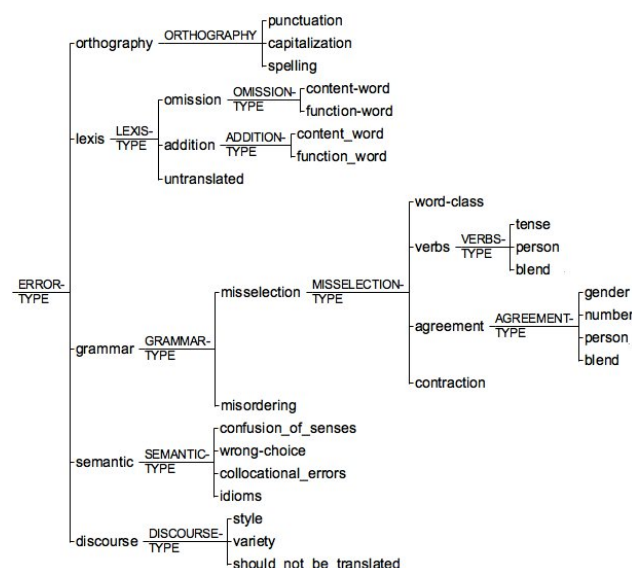 punctuation
orthography ORTHOGRAPHY capitalization
spelling
content-word
omission OMISSION-TYPE
function-word
lexis LEXIS-TYPE
content_word
addition ADDITION-TYPE
function_word
untranslated
word-class
tense
verbs VERBS-TYPE person
blend
ERROR-TYPE
misselection MISSELECTION-TYPE
gender
number
agreement AGREEMENT-TYPE
person
blend
grammar GRAMMAR-TYPE
contraction
misordering
confusion_of_senses
wrong-choice
semantic SEMANTIC-TYPE
collocational_errors
idioms
style
discourse DISCOURSE-TYPE variety
should_not_be_translated